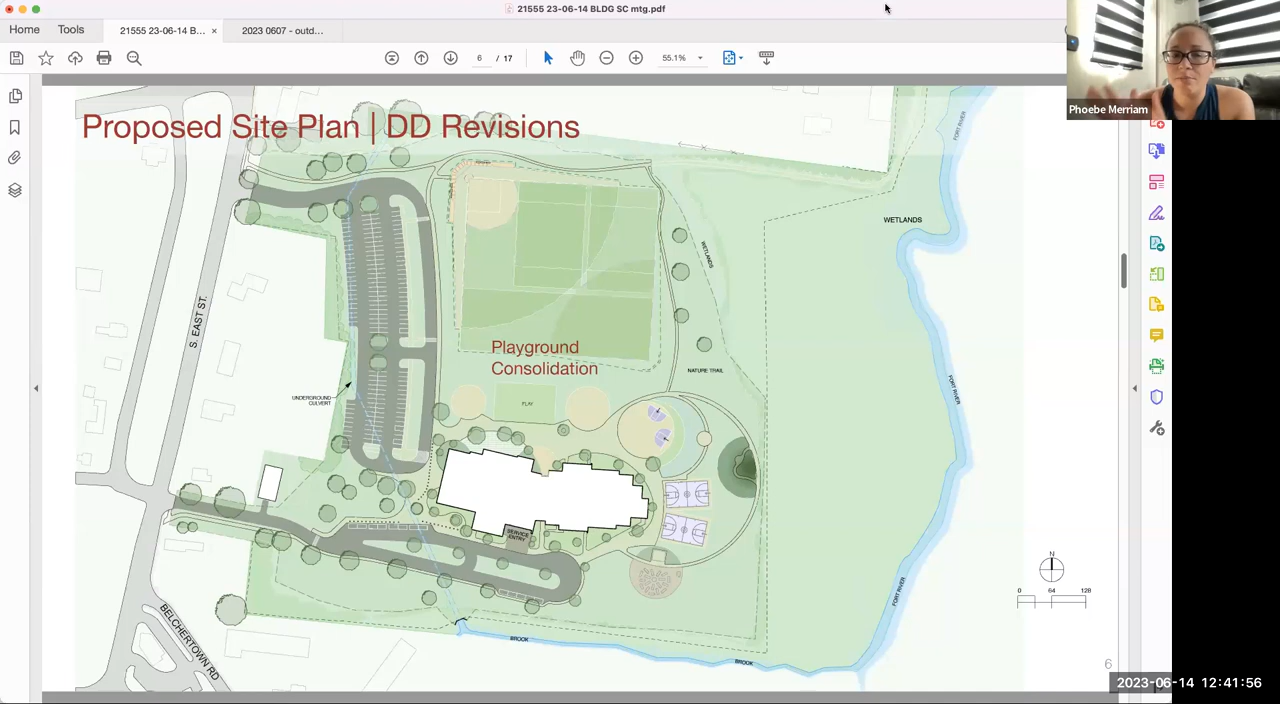 21555 23-06-14 BLDG SC mtg.pdf
Home
Tools
21555 23-06-14 B... ×
2023 0607 - outd...
6 / 17
55.1%
Phoebe Merriam
Proposed Site Plan | DD Revisions
FORT RIVER
WETLANDS
WETLANDS
S. EAST ST.
Playground
Consolidation
NATURE TRAIL
FORT RIVER
UNDERGROUND
CULVERT
PLAY
SERVICE
ENTRY
N
0 64 128
FORT RIVER
BELCHERTOWN RD
BROOK
BROOK
6
2023-06-14 12:41:56